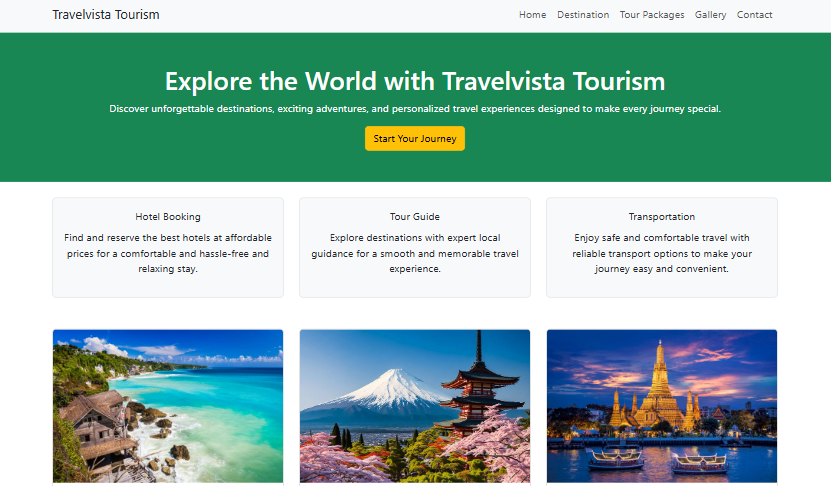 Travelvista Tourism
Home Destination Tour Packages Gallery Contact
Explore the World with Travelvista Tourism
Discover unforgettable destinations, exciting adventures, and personalized travel experiences designed to make every journey special.
Start Your Journey
Hotel Booking
Find and reserve the best hotels at affordable
prices for a comfortable and hassle-free and
relaxing stay.
Tour Guide
Explore destinations with expert local
guidance for a smooth and memorable travel
experience.
Transportation
Enjoy safe and comfortable travel with
reliable transport options to make your
journey easy and convenient.